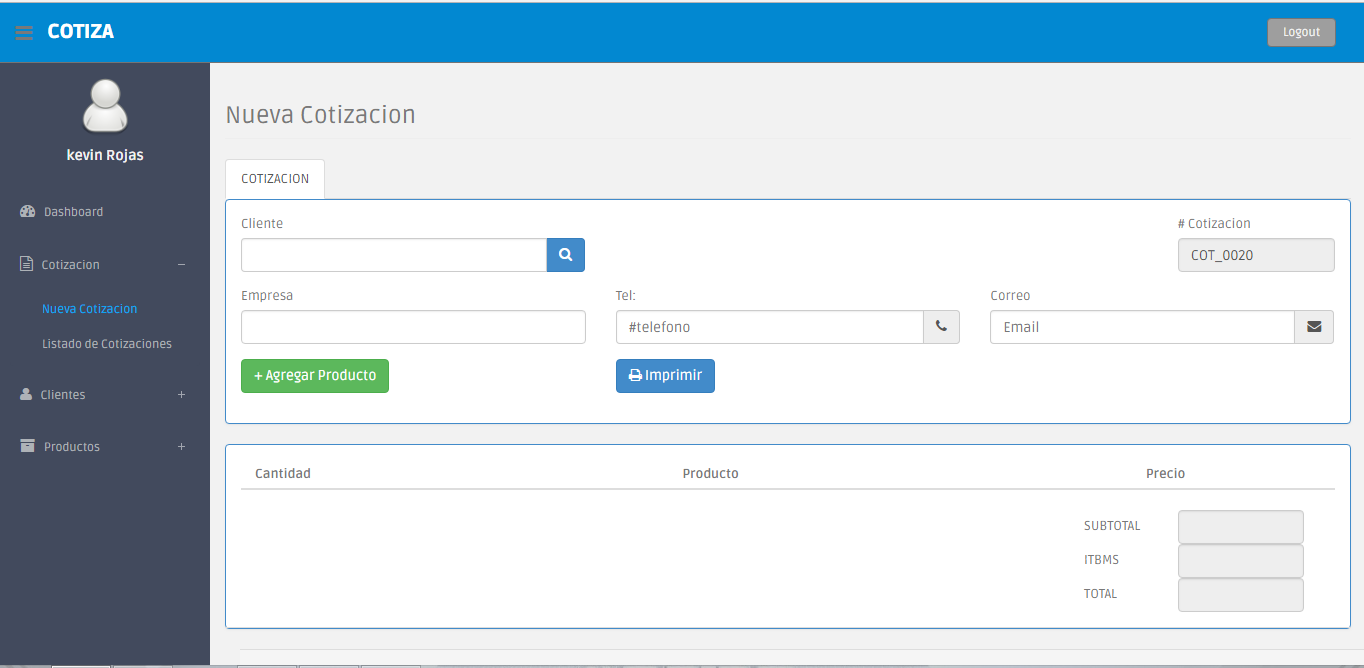 COTIZA
Logout
kevin Rojas
Dashboard
Cotizacion
Nueva Cotizacion
Listado de Cotizaciones
Clientes
Productos
Nueva Cotizacion
COTIZACION
Cliente
# Cotizacion
COT_0020
Empresa
Tel:
Correo
#telefono
Email
+ Agregar Producto
Imprimir
Cantidad
Producto
Precio
SUBTOTAL
ITBMS
TOTAL